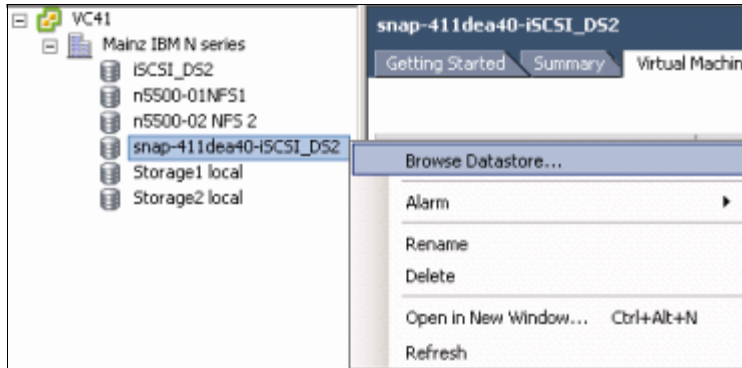 VC41
Mainz IBM N series
iSCSI_DS2
n5500-01NFS1
n5500-02 NFS 2
snap-411dea40-iSCSI_DS2
Storage1 local
Storage2 local
snap-411dea40-iSCSI_DS2
Getting Started Summary Virtual Machin
Browse Datastore...
Alarm
Rename
Delete
Open in New Window... Ctrl+Alt+N
Refresh